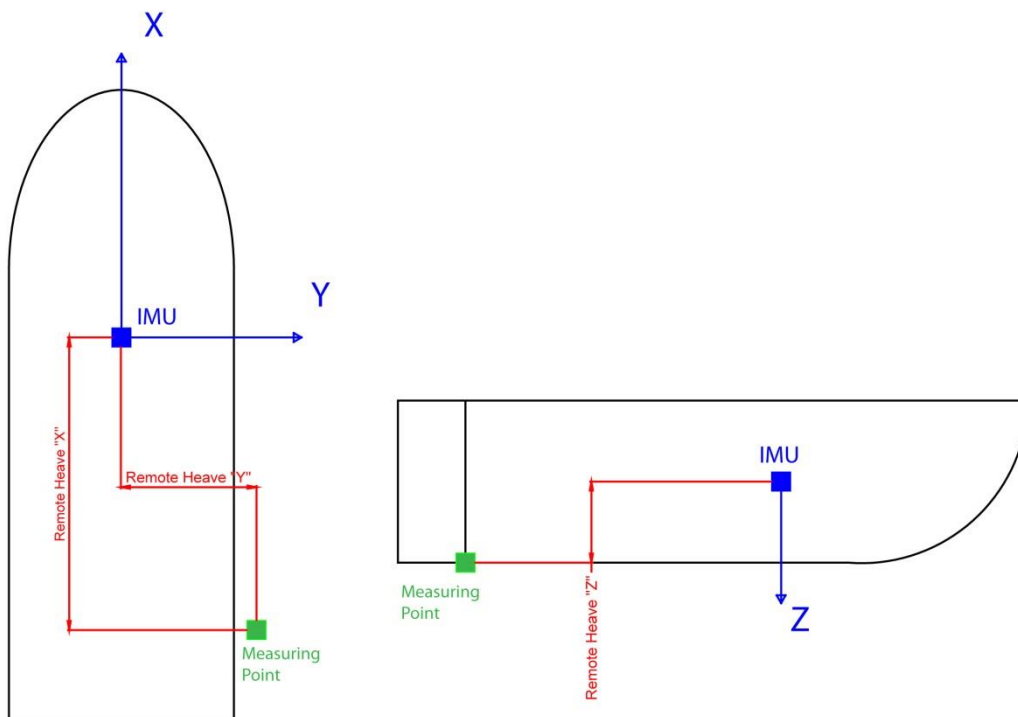 X
IMU
Y
Remote Heave "X"
Remote Heave "Y"
Measuring
Point
IMU
Measuring
Point
Remote Heave "Z"
Z